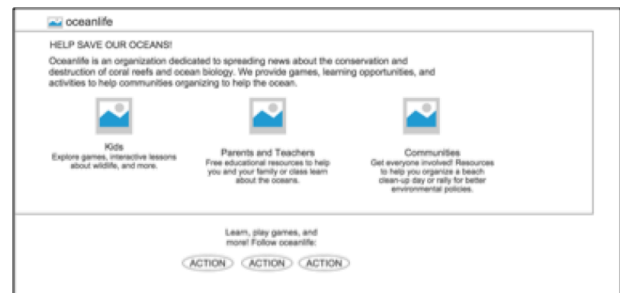 oceanlife
HELP SAVE OUR OCEANS!
Oceanlife is an organization dedicated to spreading news about the conservation and
destruction of coral reefs and ocean biology. We provide games, learning opportunities, and
activities to help communities organizing to help the ocean.
Kids
Explore games, interactive lessons
about wildlife, and more.
Parents and Teachers
Free educational resources to help
you and your family or class learn
about the oceans.
Communities
Get everyone involved! Resources
to help you organize a beach
clean-up day or rally for better
environmental policies.
Learn, play games, and
more! Follow oceanlife:
ACTION ACTION ACTION